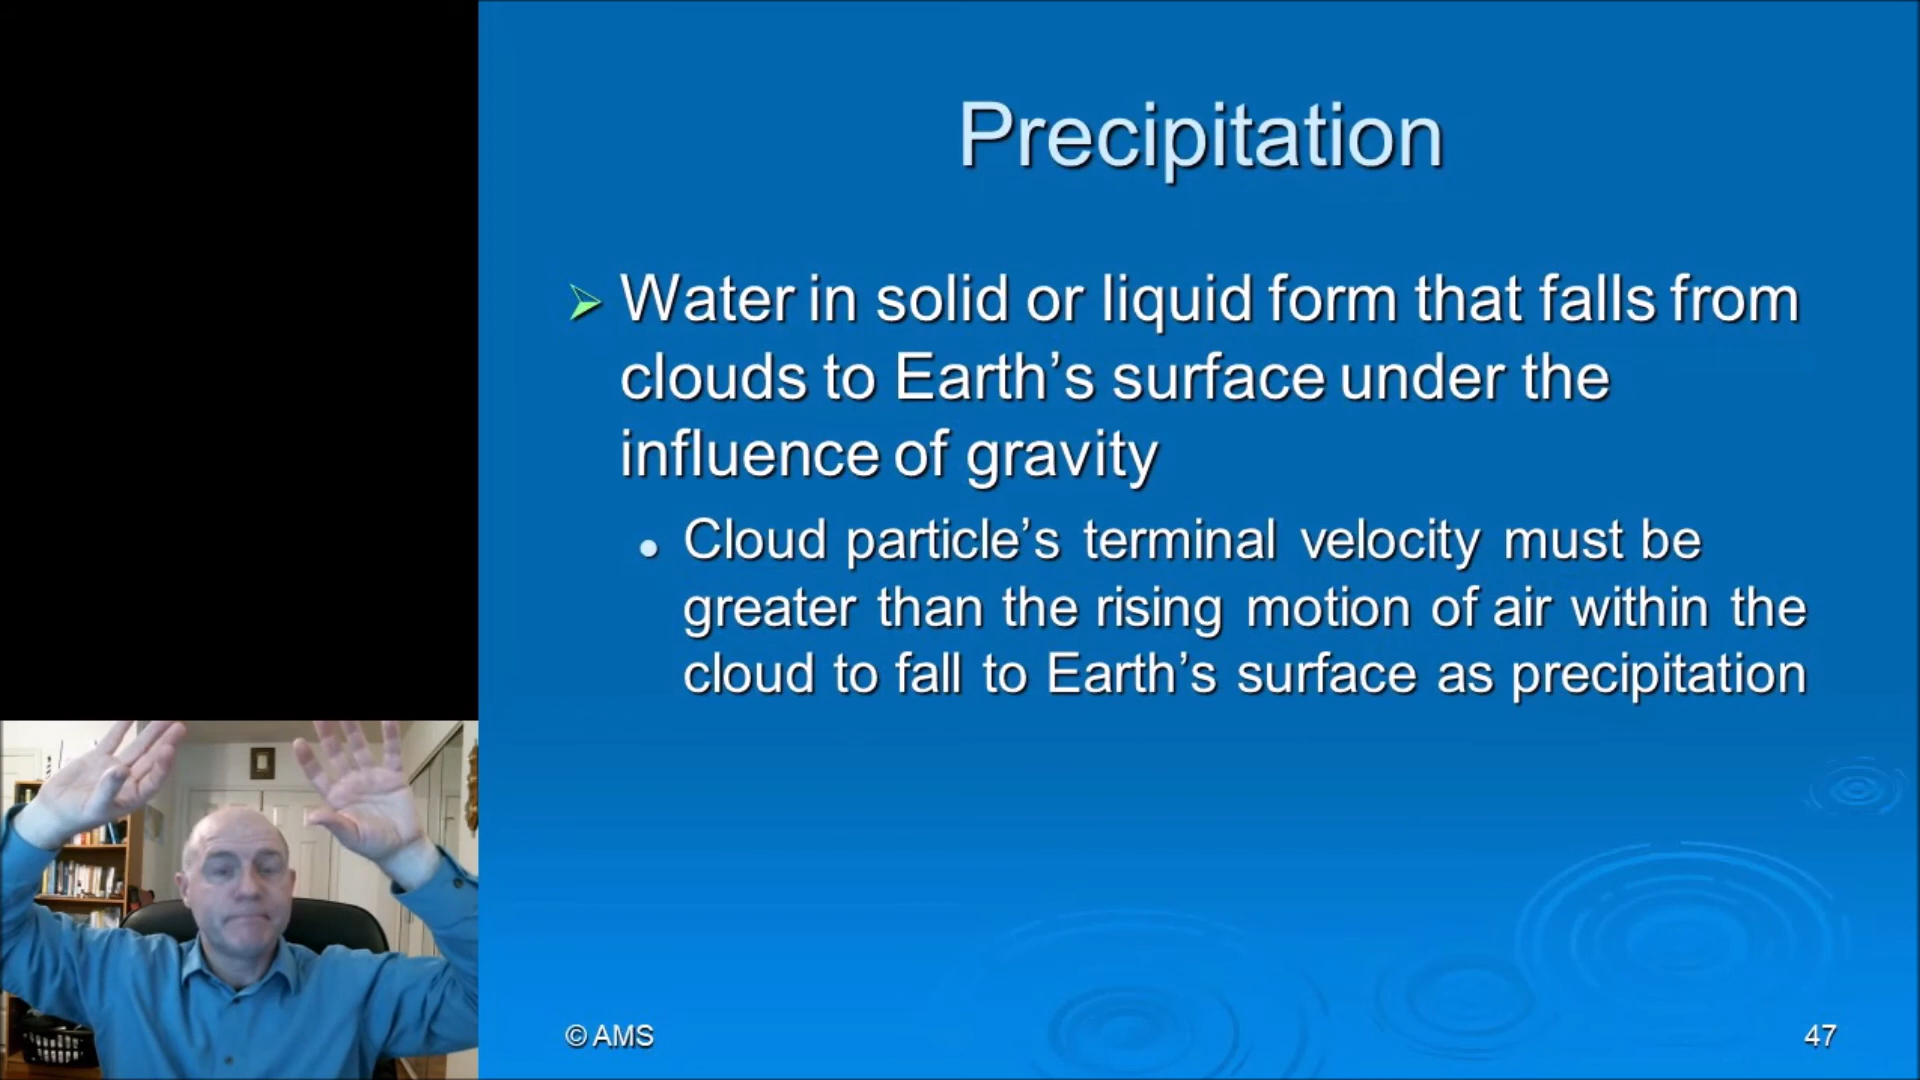 Precipitation
Water in solid or liquid form that falls from
clouds to Earth’s surface under the
influence of gravity
Cloud particle’s terminal velocity must be
greater than the rising motion of air within the
cloud to fall to Earth’s surface as precipitation
© AMS
47